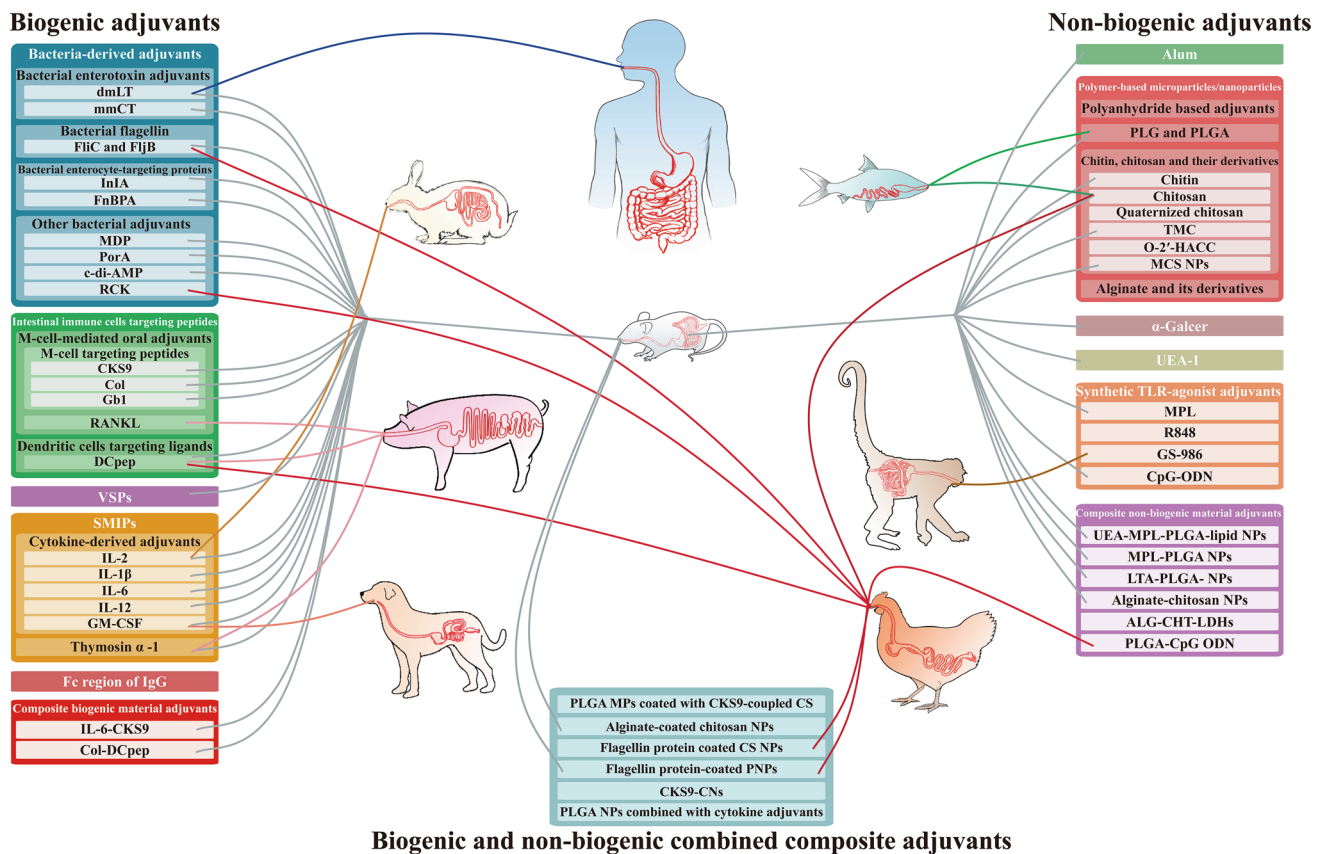 Biogenic adjuvants
Bacteria-derived adjuvants
Bacterial enterotoxin adjuvants
dmLT
mmCT
Bacterial flagellin
FliC and FljB
Bacterial enterocyte-targeting proteins
InIA
FnBPA
Other bacterial adjuvants
MDP
PorA
c-di-AMP
RCK
Intestinal immune cells targeting peptides
M-cell-mediated oral adjuvants
M-cell targeting peptides
CKS9
Col
Gb1
RANKL
Dendritic cells targeting ligands
DCpep
VSPs
SMIPs
Cytokine-derived adjuvants
IL-2
IL-1β
IL-6
IL-12
GM-CSF
Thymosin α -1
Fc region of IgG
Composite biogenic material adjuvants
IL-6-CKS9
Col-DCpep
Non-biogenic adjuvants
Alum
Polymer-based microparticles/nanoparticles
Polyanhydride based adjuvants
PLG and PLGA
Chitin, chitosan and their derivatives
Chitin
Chitosan
Quaternized chitosan
TMC
O-2′-HACC
MCS NPs
Alginate and its derivatives
α-Galcer
UEA-1
Synthetic TLR-agonist adjuvants
MPL
R848
GS-986
CpG-ODN
Composite non-biogenic material adjuvants
UEA-MPL-PLGA-lipid NPs
MPL-PLGA NPs
LTA-PLGA- NPs
Alginate-chitosan NPs
ALG-CHT-LDHs
PLGA-CpG ODN
PLGA MPs coated with CKS9-coupled CS
Alginate-coated chitosan NPs
Flagellin protein coated CS NPs
Flagellin protein-coated PNPs
CKS9-CNs
PLGA NPs combined with cytokine adjuvants
Biogenic and non-biogenic combined composite adjuvants